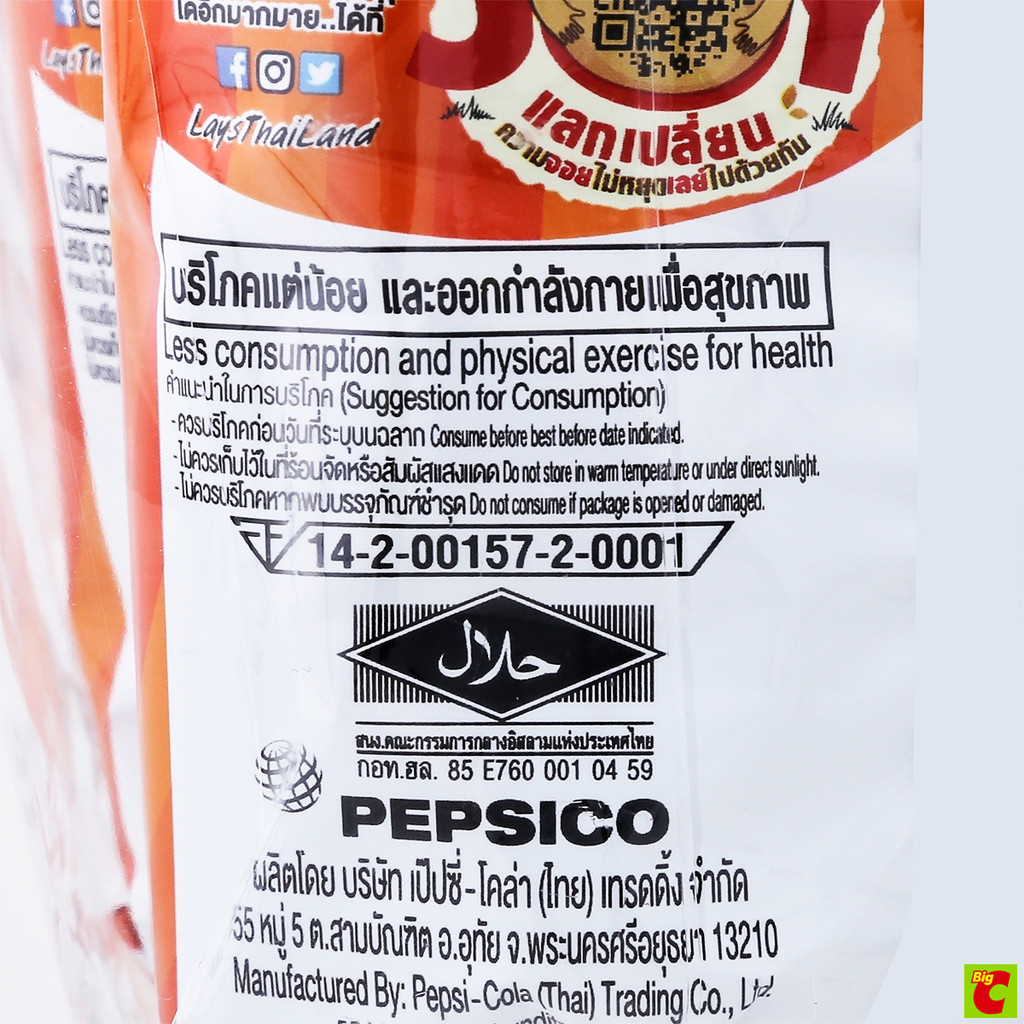 ได้อีกมากมาย..ได้ที่
LaysThaiLand
แลกเปลี่ยน
ความจอยไม่หยุดเลย์ไปด้วยกัน
บริโภคแต่น้อย และออกกำลังกายเพื่อสุขภาพ
Less consumption and physical exercise for health
คำแนะนำในการบริโภค (Suggestion for Consumption)
-ควรบริโภคก่อนวันที่ระบุบนฉลาก Consume before best before date indicated.
-ไม่ควรเก็บไว้ในที่ร้อนจัดหรือสัมผัสแสงแดด Do not store in warm temperature or under direct sunlight.
-ไม่ควรบริโภคหากพบบรรจุภัณฑ์ชำรุด Do not consume if package is opened or damaged.
14-2-00157-2-0001
حلال
สนง.คณะกรรมการกลางอิสลามแห่งประเทศไทย
กอท.ฮล. 85 E760 001 04 59
PEPSICO
ผลิตโดย บริษัท เป๊ปซี่-โคล่า (ไทย) เทรดดิ้ง จำกัด
55 หมู่ 5 ต.สามบัณฑิต อ.อุทัย จ.พระนครศรีอยุธยา 13210
Manufactured By: Pepsi-Cola (Thai) Trading Co., Ltd
Big C